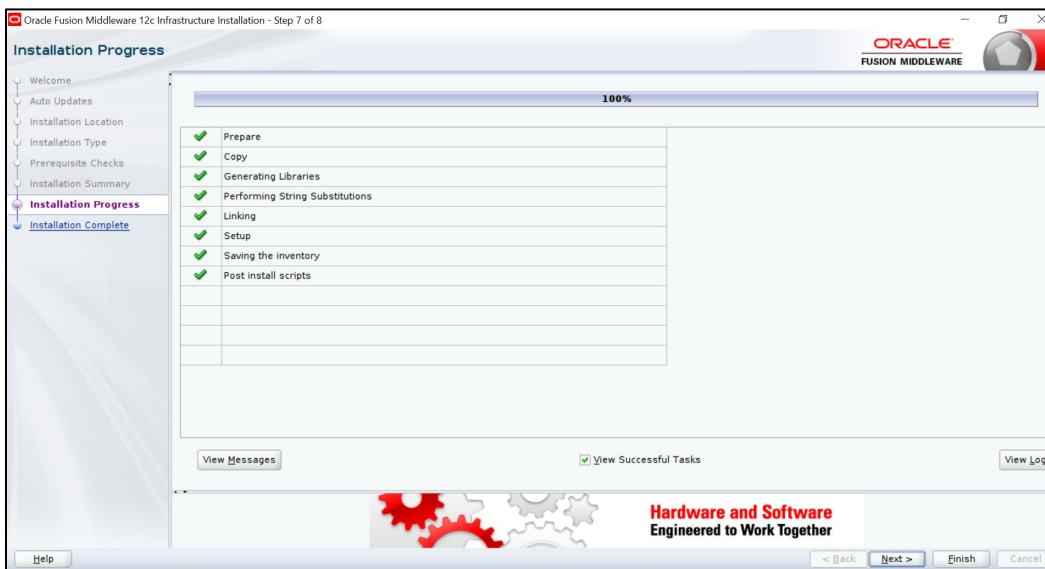 Oracle Fusion Middleware 12c Infrastructure Installation - Step 7 of 8
Installation Progress
ORACLE
FUSION MIDDLEWARE
Welcome
Auto Updates
Installation Location
Installation Type
Prerequisite Checks
Installation Summary
Installation Progress
Installation Complete
100%
Prepare
Copy
Generating Libraries
Performing String Substitutions
Linking
Setup
Saving the inventory
Post install scripts
View Messages
View Successful Tasks
View Log
Hardware and Software
Engineered to Work Together
Help
< Back
Next >
Finish
Cancel